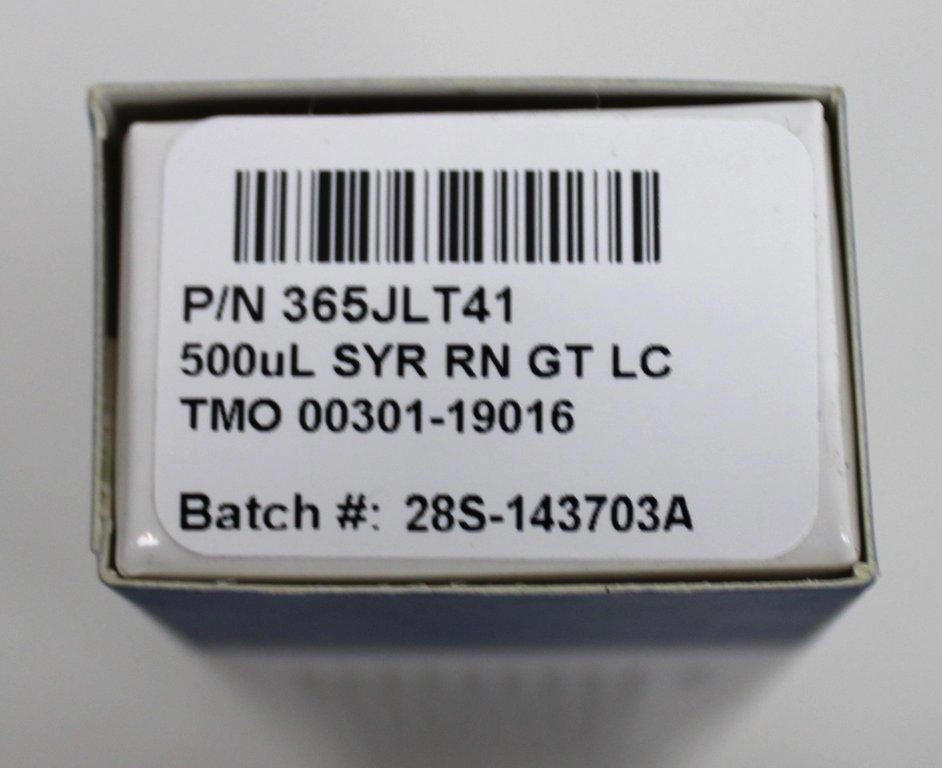 P/N 365JLT41
500uL SYR RN GT LC
TMO 00301-19016
Batch #: 28S-143703A